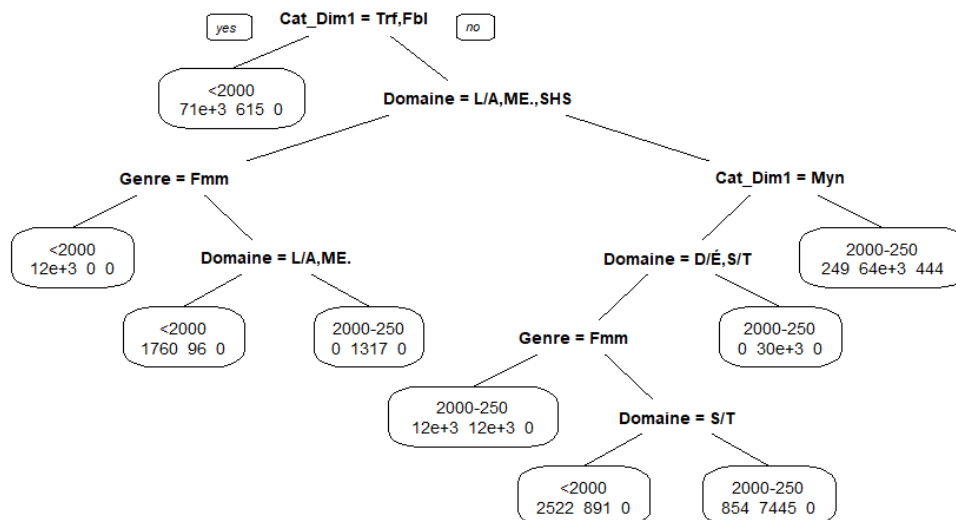 yes
Cat_Dim1 = Trf,Fbl
no
<2000
71e+3 615 0
Domaine = L/A,ME.,SHS
Genre = Fmm
Cat_Dim1 = Myn
<2000
12e+3 0 0
Domaine = L/A,ME.
Domaine = D/É,S/T
2000-250
249 64e+3 444
<2000
1760 96 0
2000-250
0 1317 0
Genre = Fmm
2000-250
0 30e+3 0
2000-250
12e+3 12e+3 0
Domaine = S/T
<2000
2522 891 0
2000-250
854 7445 0